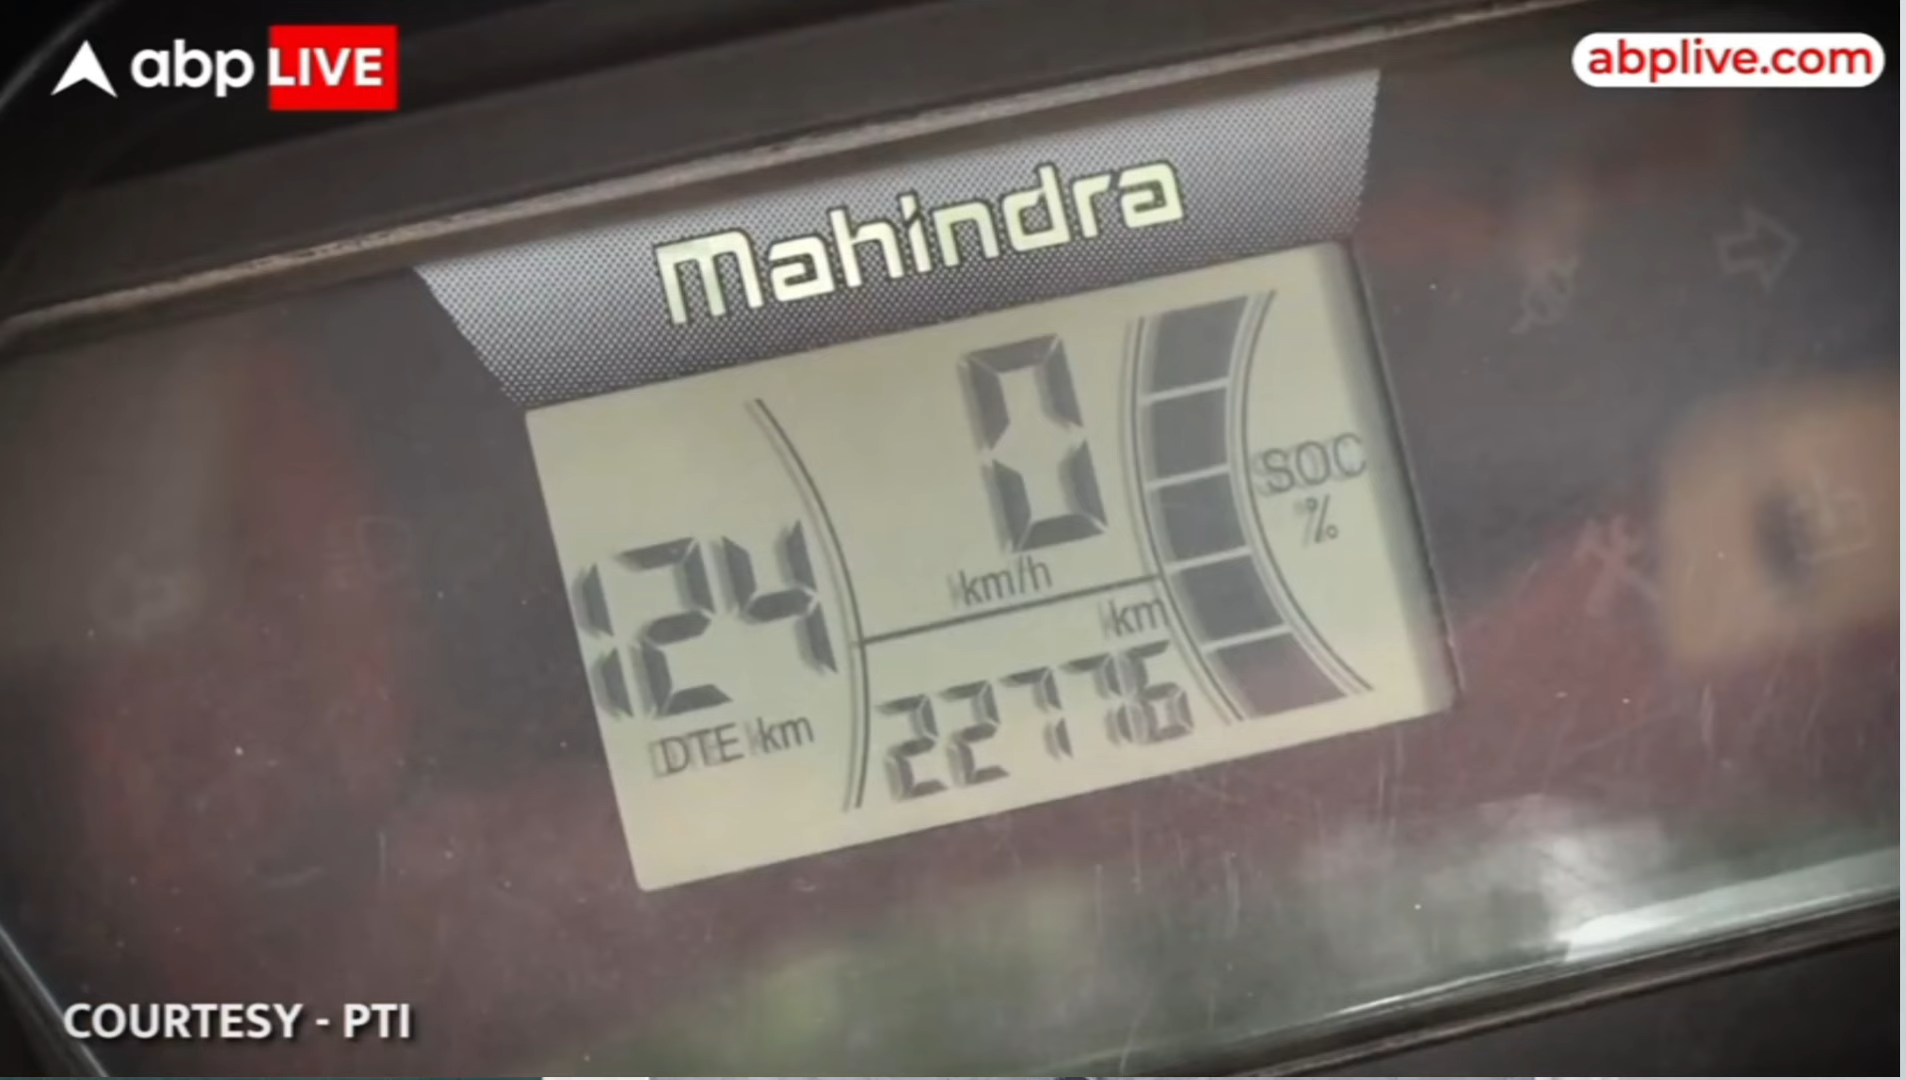 abp LIVE
abplive.com
Mahindra
0
km/h
SOC
%
124
DTE km
km
22776
COURTESY - PTI